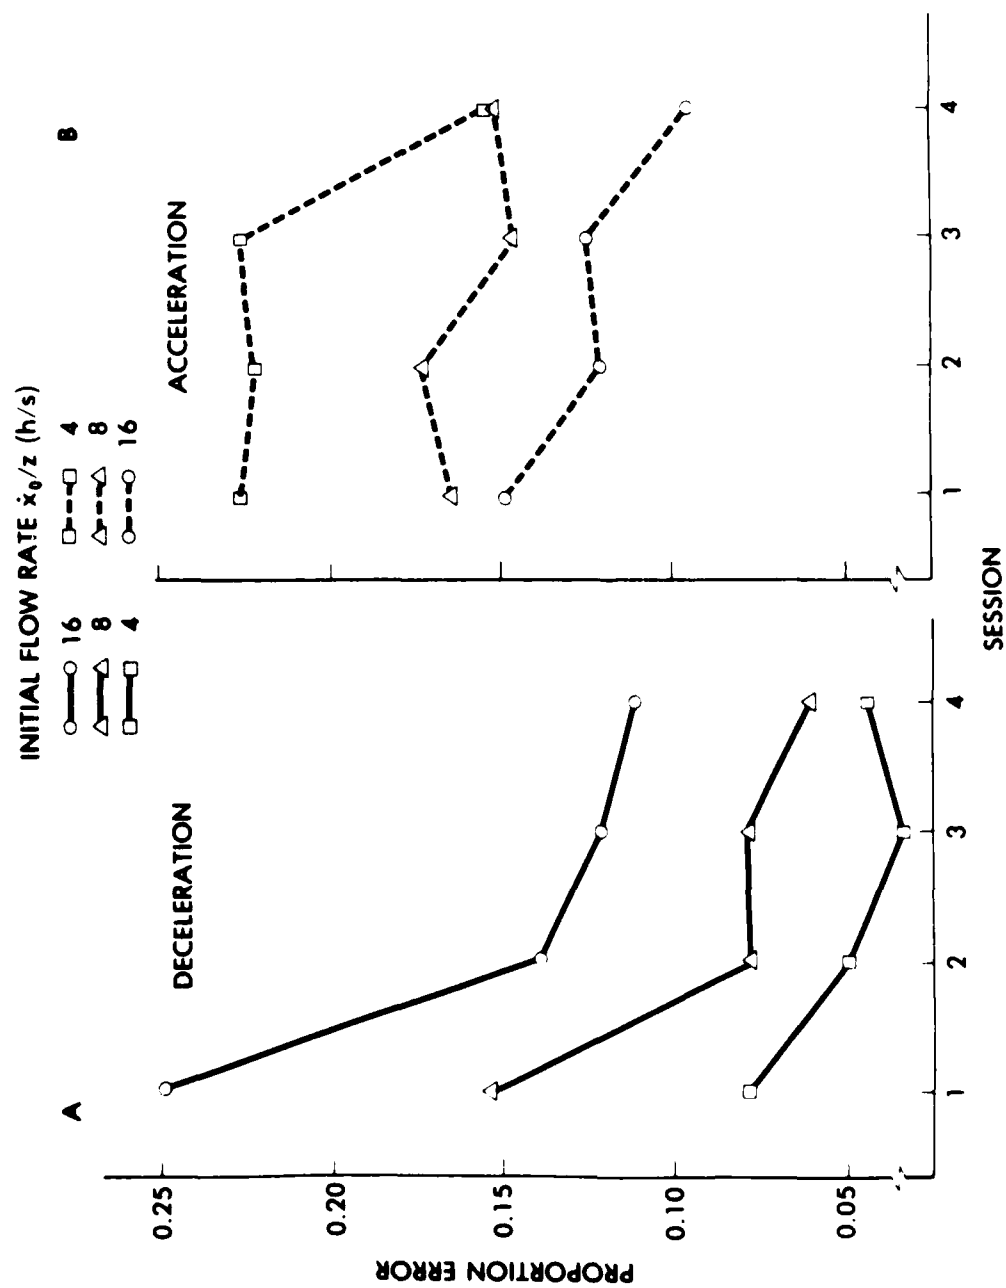 INITIAL FLOW RATE ẋ₀/z (h/s)
16
8
4
4
8
16
A
DECELERATION
B
ACCELERATION
PROPORTION ERROR
0.25
0.20
0.15
0.10
0.05
1 2 3 4
1 2 3 4
SESSION